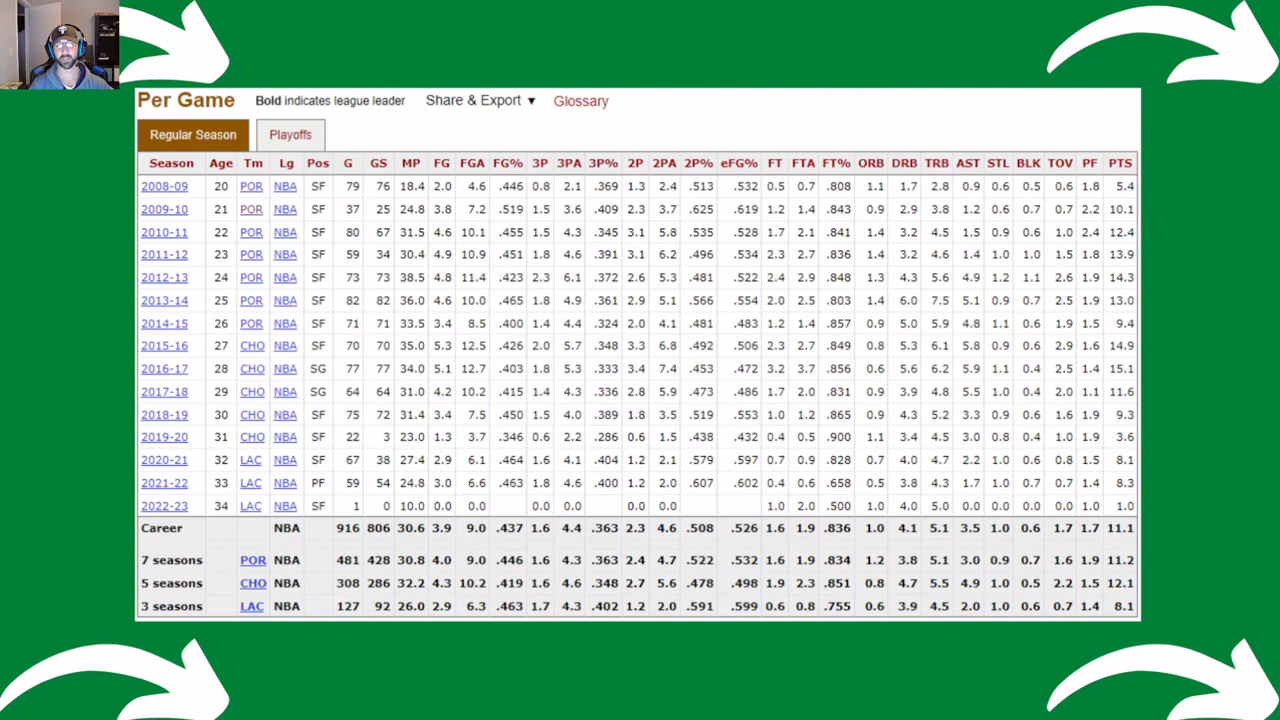 Per Game Bold indicates league leader Share & Export ▼ Glossary
Regular Season Playoffs
Season Age Tm Lg Pos G GS MP FG FGA FG% 3P 3PA 3P% 2P 2PA 2P% eFG% FT FTA FT% ORB DRB TRB AST STL BLK TOV PF PTS
2008-09 20 POR NBA SF 79 76 18.4 2.0 4.6 .446 0.8 2.1 .369 1.3 2.4 .513 .532 0.5 0.7 .808 1.1 1.7 2.8 0.9 0.6 0.5 0.6 1.8 5.4
2009-10 21 POR NBA SF 37 25 24.8 3.8 7.2 .519 1.5 3.6 .409 2.3 3.7 .625 .619 1.2 1.4 .843 0.9 2.9 3.8 1.2 0.6 0.7 0.7 2.2 10.1
2010-11 22 POR NBA SF 80 67 31.5 4.6 10.1 .455 1.5 4.3 .345 3.1 5.8 .535 .528 1.7 2.1 .841 1.4 3.2 4.5 1.5 0.9 0.6 1.0 2.4 12.4
2011-12 23 POR NBA SF 59 34 30.4 4.9 10.9 .451 1.8 4.6 .391 3.1 6.2 .496 .534 2.3 2.7 .836 1.4 3.2 4.6 1.4 1.0 1.0 1.5 1.8 13.9
2012-13 24 POR NBA SF 73 73 38.5 4.8 11.4 .423 2.3 6.1 .372 2.6 5.3 .481 .522 2.4 2.9 .848 1.3 4.3 5.6 4.9 1.2 1.1 2.6 1.9 14.3
2013-14 25 POR NBA SF 82 82 36.0 4.6 10.0 .465 1.8 4.9 .361 2.9 5.1 .566 .554 2.0 2.5 .803 1.4 6.0 7.5 5.1 0.9 0.7 2.5 1.9 13.0
2014-15 26 POR NBA SF 71 71 33.5 3.4 8.5 .400 1.4 4.4 .324 2.0 4.1 .481 .483 1.2 1.4 .857 0.9 5.0 5.9 4.8 1.1 0.6 1.9 1.5 9.4
2015-16 27 CHO NBA SF 70 70 35.0 5.3 12.5 .426 2.0 5.7 .348 3.3 6.8 .492 .506 2.3 2.7 .849 0.8 5.3 6.1 5.8 0.9 0.6 2.9 1.6 14.9
2016-17 28 CHO NBA SG 77 77 34.0 5.1 12.7 .403 1.8 5.3 .333 3.4 7.4 .453 .472 3.2 3.7 .856 0.6 5.6 6.2 5.9 1.1 0.4 2.5 1.4 15.1
2017-18 29 CHO NBA SG 64 64 31.0 4.2 10.2 .415 1.4 4.3 .336 2.8 5.9 .467 .486 1.7 2.0 .831 0.9 3.9 4.8 5.5 1.0 0.4 2.0 1.1 11.6
2018-19 30 CHO NBA SF 75 72 31.4 3.4 7.5 .450 1.5 4.0 .389 1.8 3.5 .519 .553 1.0 1.2 .865 0.9 4.3 5.2 3.3 0.9 0.6 1.6 1.4 9.3
2019-20 31 CHO NBA SF 22 3 23.0 1.3 3.7 .346 0.6 2.2 .286 0.6 1.5 .438 .432 0.4 0.5 .900 1.1 3.4 4.5 3.0 0.8 0.4 1.0 1.9 3.6
2020-21 32 LAC NBA SF 67 38 27.4 2.9 6.1 .464 1.6 4.1 .404 1.2 2.1 .579 .597 0.7 0.9 .828 0.7 4.0 4.7 2.2 1.0 0.6 0.8 1.5 8.1
2021-22 33 LAC NBA PF 59 54 24.8 3.0 6.6 .463 1.8 4.6 .400 1.2 2.0 .607 .602 0.4 0.6 .658 0.5 3.8 4.3 1.7 1.0 0.7 0.7 1.3 8.3
2022-23 34 LAC NBA SF 1 0 10.0 0.0 0.0 0.0 0.0 0.0 0.0 1.0 2.0 .500 1.0 4.0 5.0 0.0 0.0 0.0 0.0 1.0 1.0
Career NBA 916 806 30.6 3.9 9.0 .437 1.6 4.4 .363 2.3 4.6 .508 .526 1.6 1.9 .836 1.0 4.1 5.1 3.5 1.0 0.6 1.7 1.7 11.1
7 seasons POR NBA 481 428 30.8 4.0 9.0 .446 1.6 4.3 .363 2.4 4.7 .522 .532 1.6 1.9 .834 1.2 3.8 5.1 3.0 0.9 0.7 1.6 1.9 11.2
5 seasons CHO NBA 308 286 32.2 4.3 10.2 .419 1.6 4.6 .348 2.7 5.6 .478 .498 1.9 2.3 .851 0.8 4.7 5.5 4.9 1.0 0.5 2.2 1.5 12.1
3 seasons LAC NBA 127 92 26.0 2.9 6.3 .463 1.7 4.3 .402 1.2 2.0 .591 .599 0.6 0.8 .755 0.6 3.9 4.5 2.0 1.0 0.6 0.7 1.4 8.1